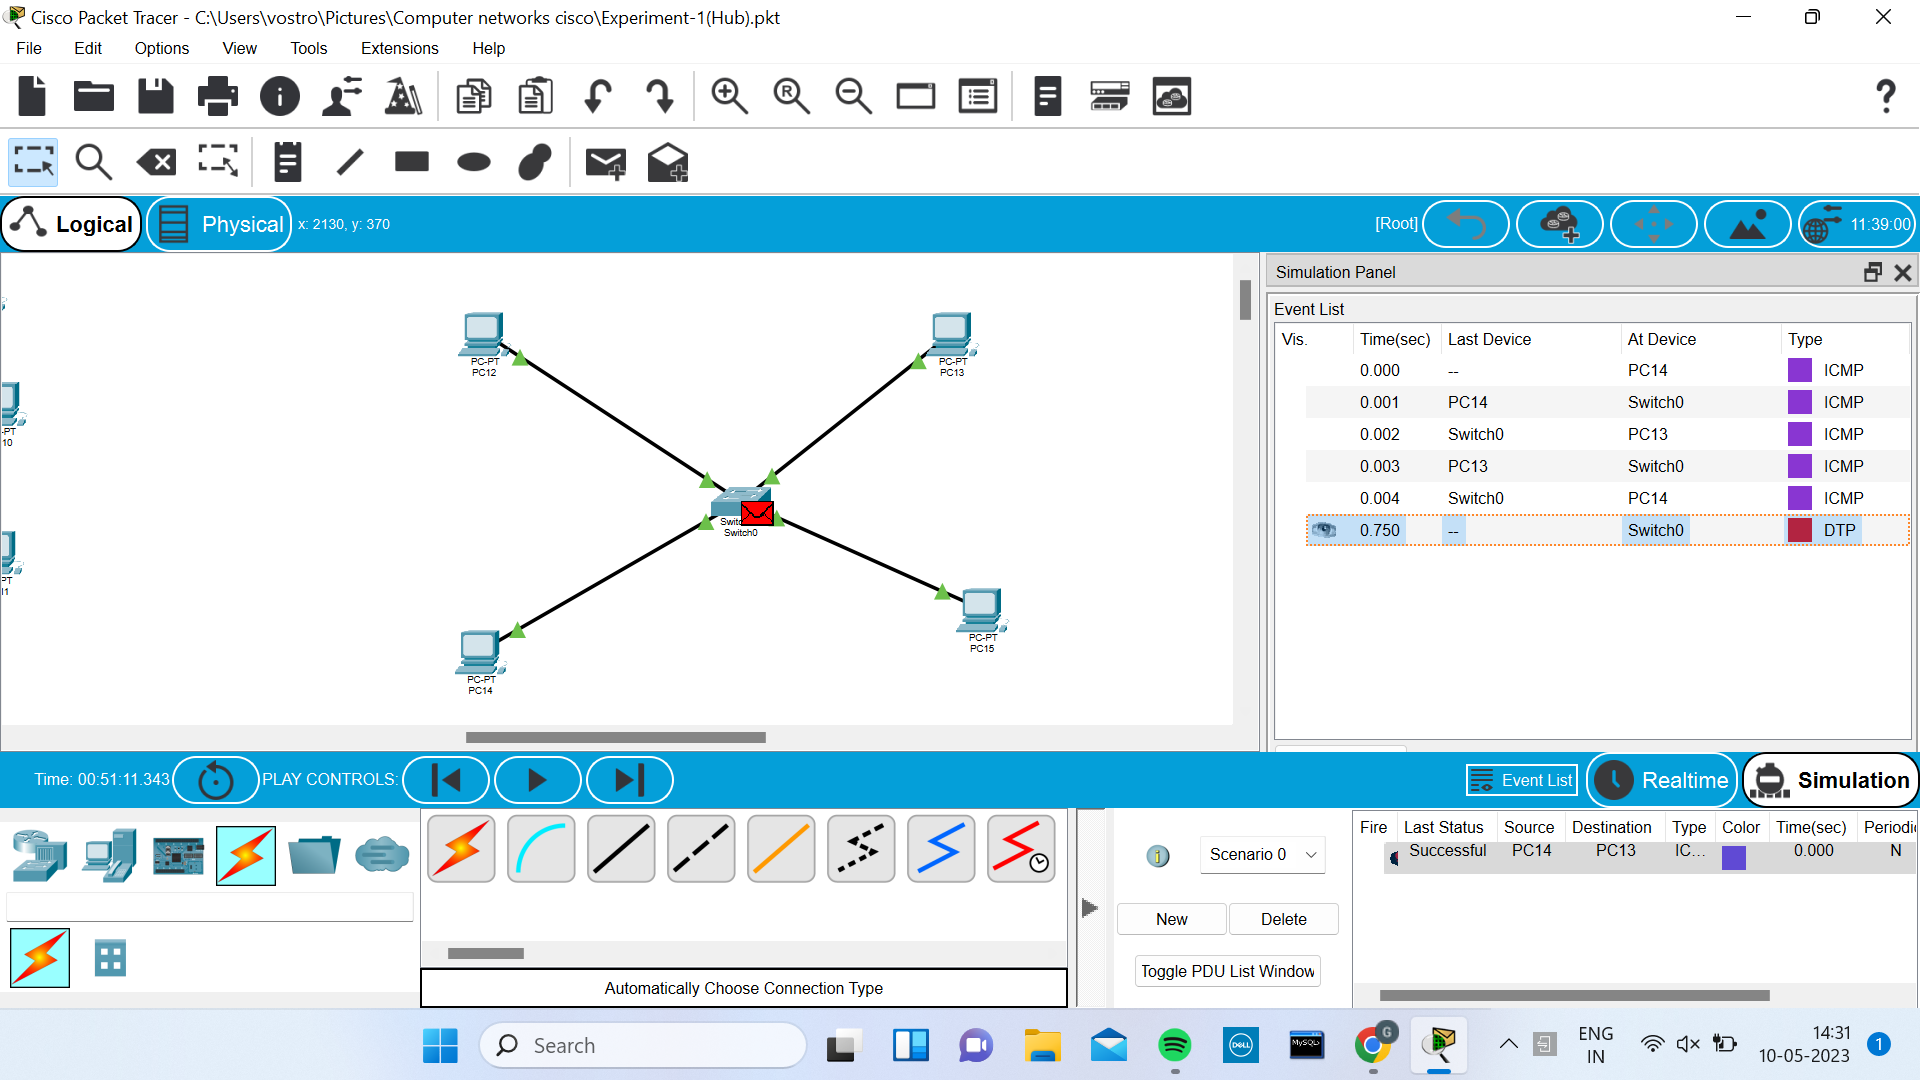 Cisco Packet Tracer - C:\Users\vostro\Pictures\Computer networks cisco\Experiment-1(Hub).pkt
File Edit Options View Tools Extensions Help
Logical Physical x: 2130, y: 370 [Root] 11:39:00
Simulation Panel
Event List
Vis. Time(sec) Last Device At Device Type
0.000 -- PC14 ICMP
0.001 PC14 Switch0 ICMP
0.002 Switch0 PC13 ICMP
0.003 PC13 Switch0 ICMP
0.004 Switch0 PC14 ICMP
0.750 -- Switch0 DTP
PC-PT
PC12
PC-PT
PC13
-PT
10
Switch0
PT
PC-PT
PC15
PC-PT
PC14
Time: 00:51:11.343 PLAY CONTROLS: Event List Realtime Simulation
Scenario 0
New Delete
Toggle PDU List Window
Fire Last Status Source Destination Type Color Time(sec) Periodi
Successful PC14 PC13 IC... 0.000 N
Automatically Choose Connection Type
Search
DELL
MySQL
G
ENG
IN
14:31
10-05-2023
1